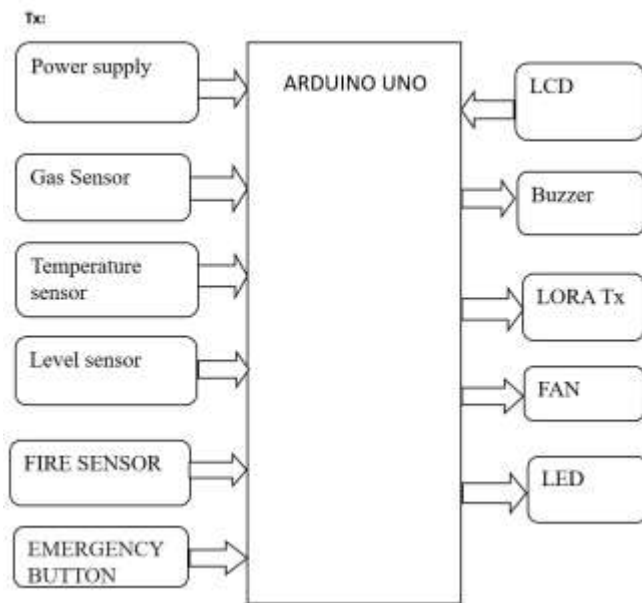 Tx:
Power supply
ARDUINO UNO
LCD
Gas Sensor
Buzzer
Temperature
sensor
LORA Tx
Level sensor
FAN
FIRE SENSOR
LED
EMERGENCY
BUTTON